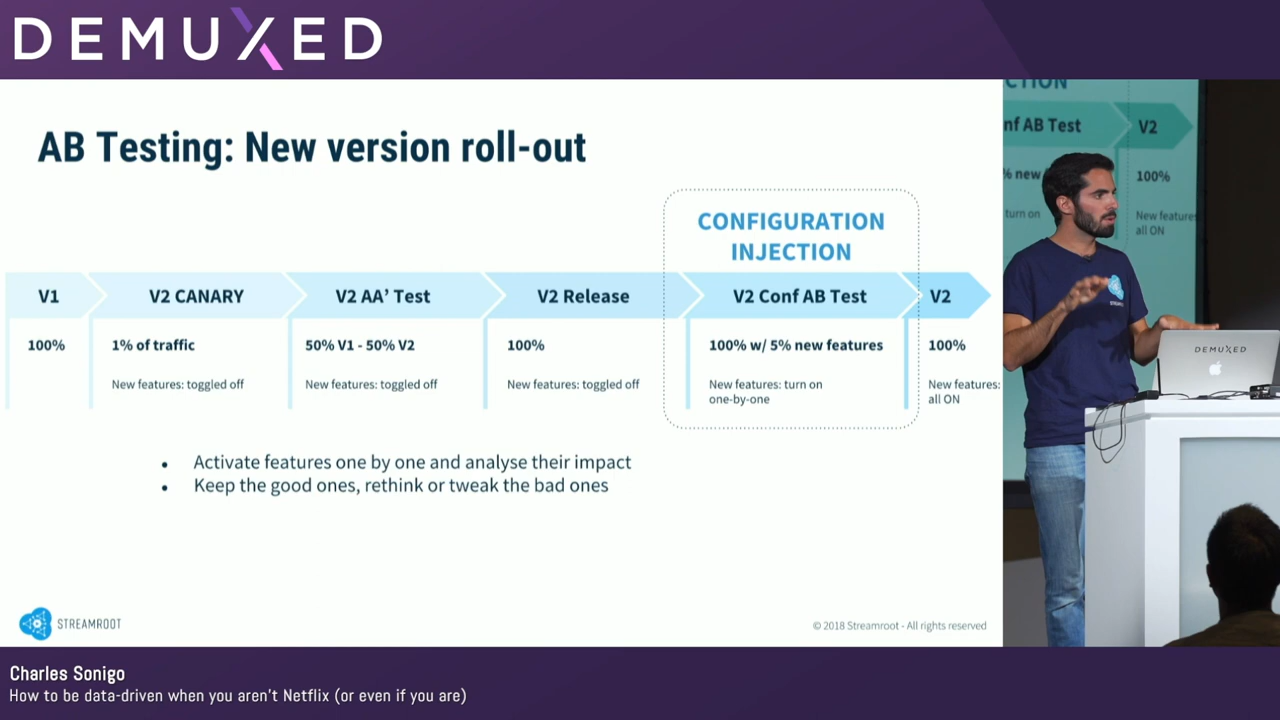 DEMUXED
AB Testing: New version roll-out
CONFIGURATION
INJECTION
V1
V2 CANARY
V2 AA’ Test
V2 Release
V2 Conf AB Test
V2
100%
1% of traffic
50% V1 - 50% V2
100%
100% w/ 5% new features
100%
New features: toggled off
New features: toggled off
New features: toggled off
New features: turn on
one-by-one
New features:
all ON
• Activate features one by one and analyse their impact
• Keep the good ones, rethink or tweak the bad ones
STREAMROOT
© 2018 Streamroot - All rights reserved
CTION
nf AB Test
V2
% new
100%
turn on
New features
all ON
DEMUXED
Charles Sonigo
How to be data-driven when you aren't Netflix (or even if you are)